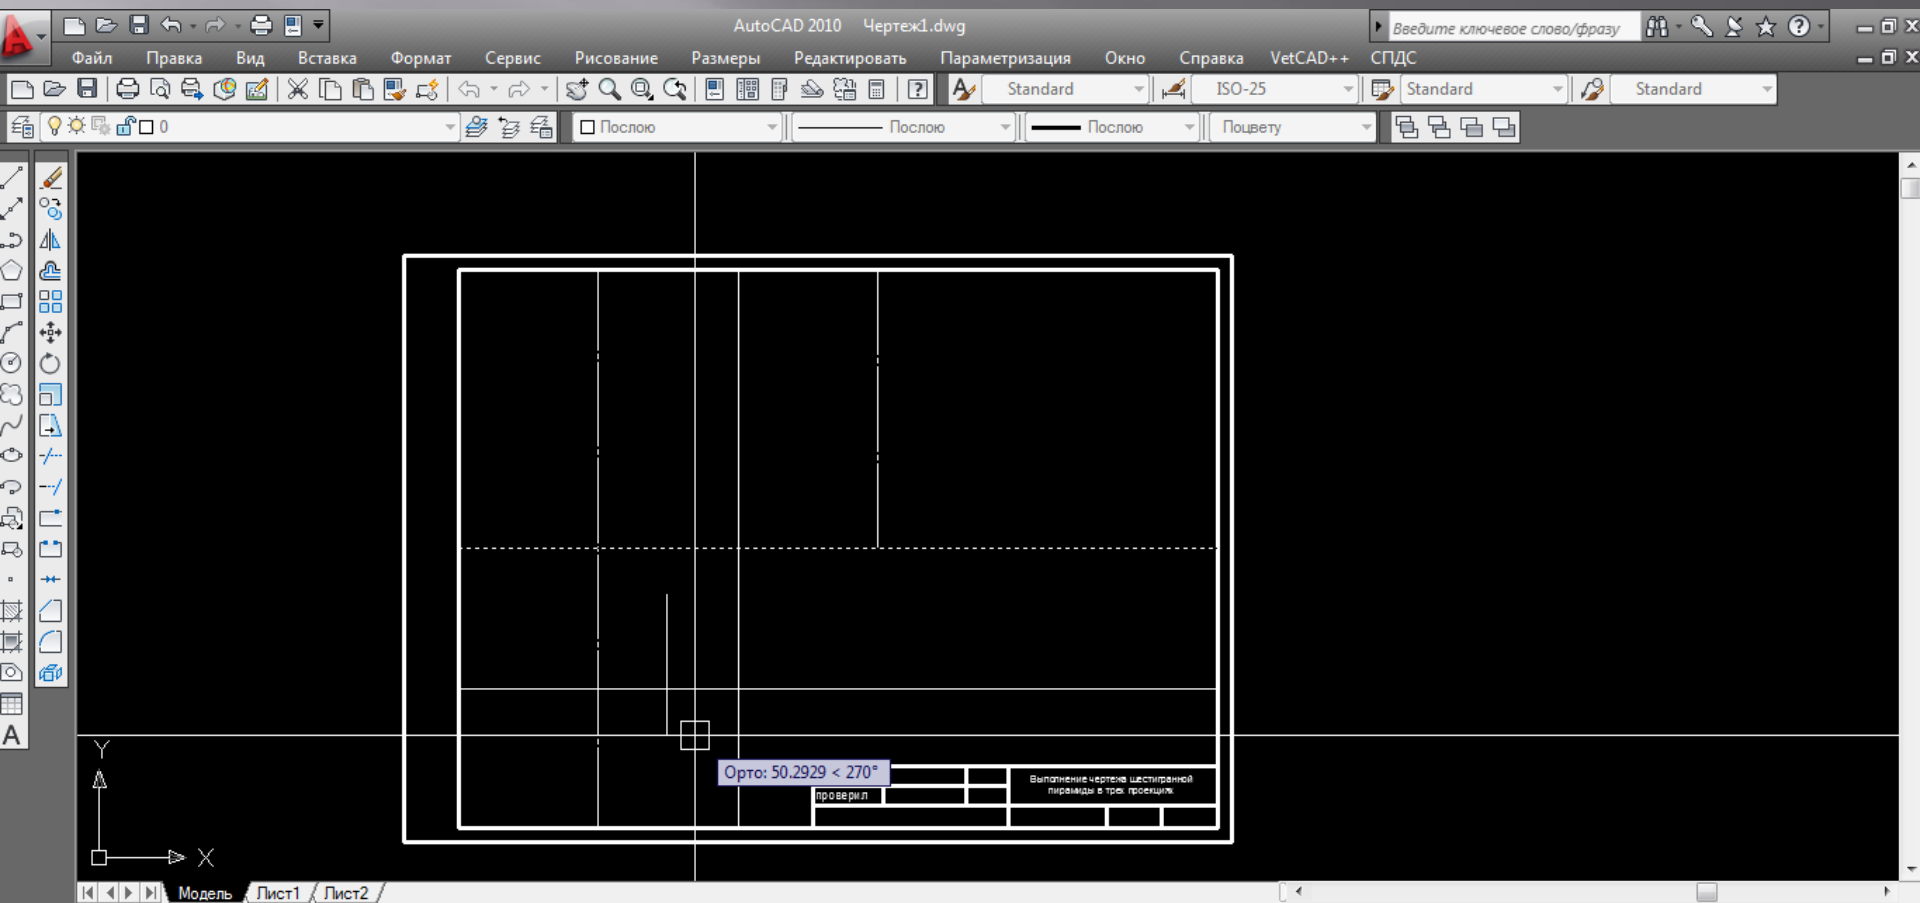 AutoCAD 2010 Чертеж1.dwg
Введите ключевое слово/фразу
Файл Правка Вид Вставка Формат Сервис Рисование Размеры Редактировать Параметризация Окно Справка VetCAD++ СПДС
Standard ISO-25 Standard Standard
0 Послою Послою Послою Поцвету
Орто: 50.2929 < 270°
Выполнение чертежа шестигранной
пирамиды в трех проекциях
проверил
A
Y
X
Модель Лист1 Лист2